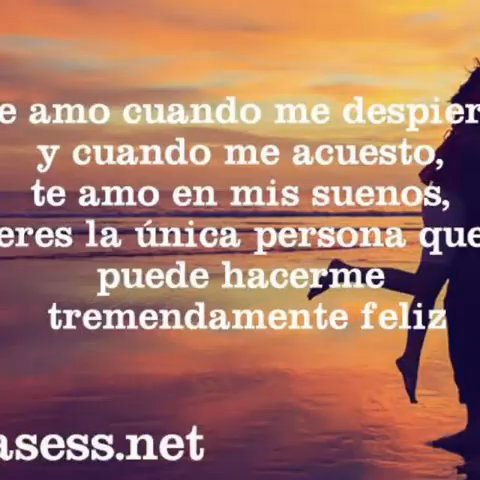 e amo cuando me despier
y cuando me acuesto,
te amo en mis suenos,
eres la única persona que
puede hacerme
tremendamente feliz
asess.net